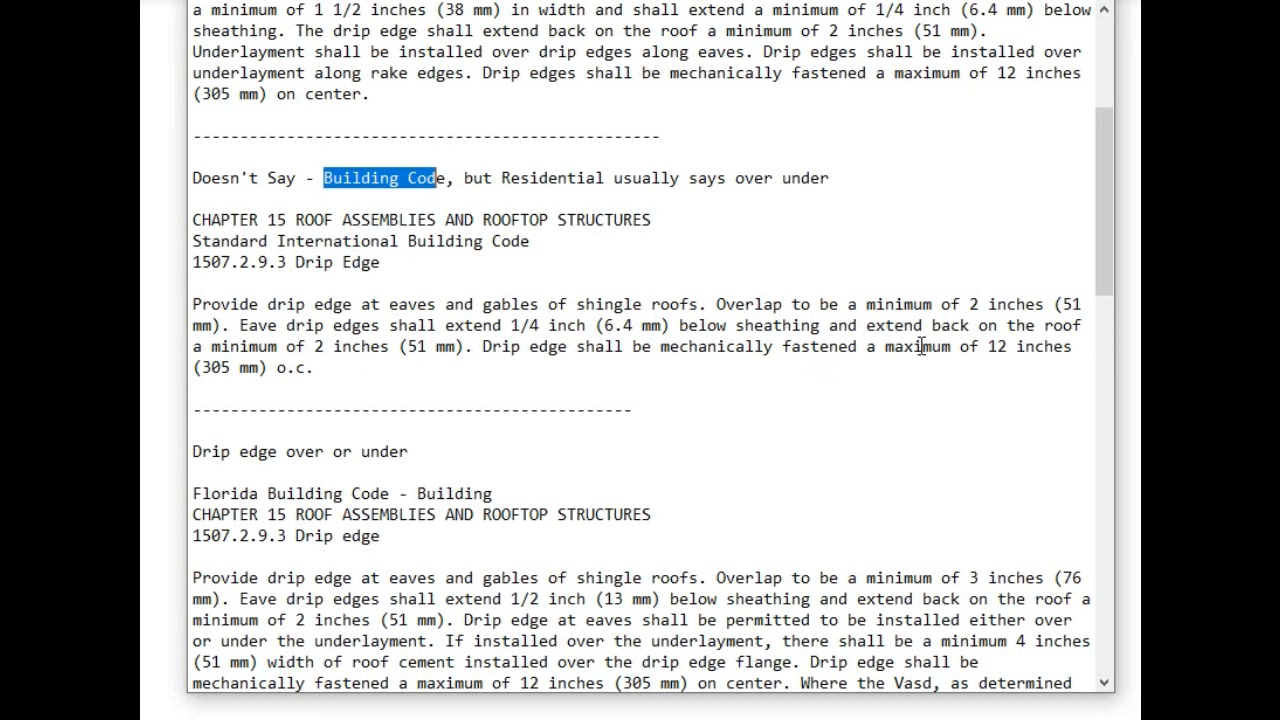 a minimum of 1 1/2 inches (38 mm) in width and shall extend a minimum of 1/4 inch (6.4 mm) below
sheathing. The drip edge shall extend back on the roof a minimum of 2 inches (51 mm).
Underlayment shall be installed over drip edges along eaves. Drip edges shall be installed over
underlayment along rake edges. Drip edges shall be mechanically fastened a maximum of 12 inches
(305 mm) on center.
--------------------------------------------------
Doesn't Say - Building Code, but Residential usually says over under
CHAPTER 15 ROOF ASSEMBLIES AND ROOFTOP STRUCTURES
Standard International Building Code
1507.2.9.3 Drip Edge
Provide drip edge at eaves and gables of shingle roofs. Overlap to be a minimum of 2 inches (51
mm). Eave drip edges shall extend 1/4 inch (6.4 mm) below sheathing and extend back on the roof
a minimum of 2 inches (51 mm). Drip edge shall be mechanically fastened a maximum of 12 inches
(305 mm) o.c.
-----------------------------------------------
Drip edge over or under
Florida Building Code - Building
CHAPTER 15 ROOF ASSEMBLIES AND ROOFTOP STRUCTURES
1507.2.9.3 Drip edge
Provide drip edge at eaves and gables of shingle roofs. Overlap to be a minimum of 3 inches (76
mm). Eave drip edges shall extend 1/2 inch (13 mm) below sheathing and extend back on the roof a
minimum of 2 inches (51 mm). Drip edge at eaves shall be permitted to be installed either over
or under the underlayment. If installed over the underlayment, there shall be a minimum 4 inches
(51 mm) width of roof cement installed over the drip edge flange. Drip edge shall be
mechanically fastened a maximum of 12 inches (305 mm) on center. Where the Vasd, as determined